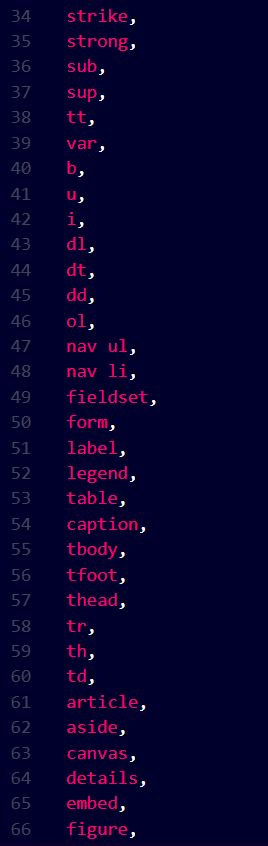 34 strike,
35 strong,
36 sub,
37 sup,
38 tt,
39 var,
40 b,
41 u,
42 i,
43 dl,
44 dt,
45 dd,
46 ol,
47 nav ul,
48 nav li,
49 fieldset,
50 form,
51 label,
52 legend,
53 table,
54 caption,
55 tbody,
56 tfoot,
57 thead,
58 tr,
59 th,
60 td,
61 article,
62 aside,
63 canvas,
64 details,
65 embed,
66 figure,